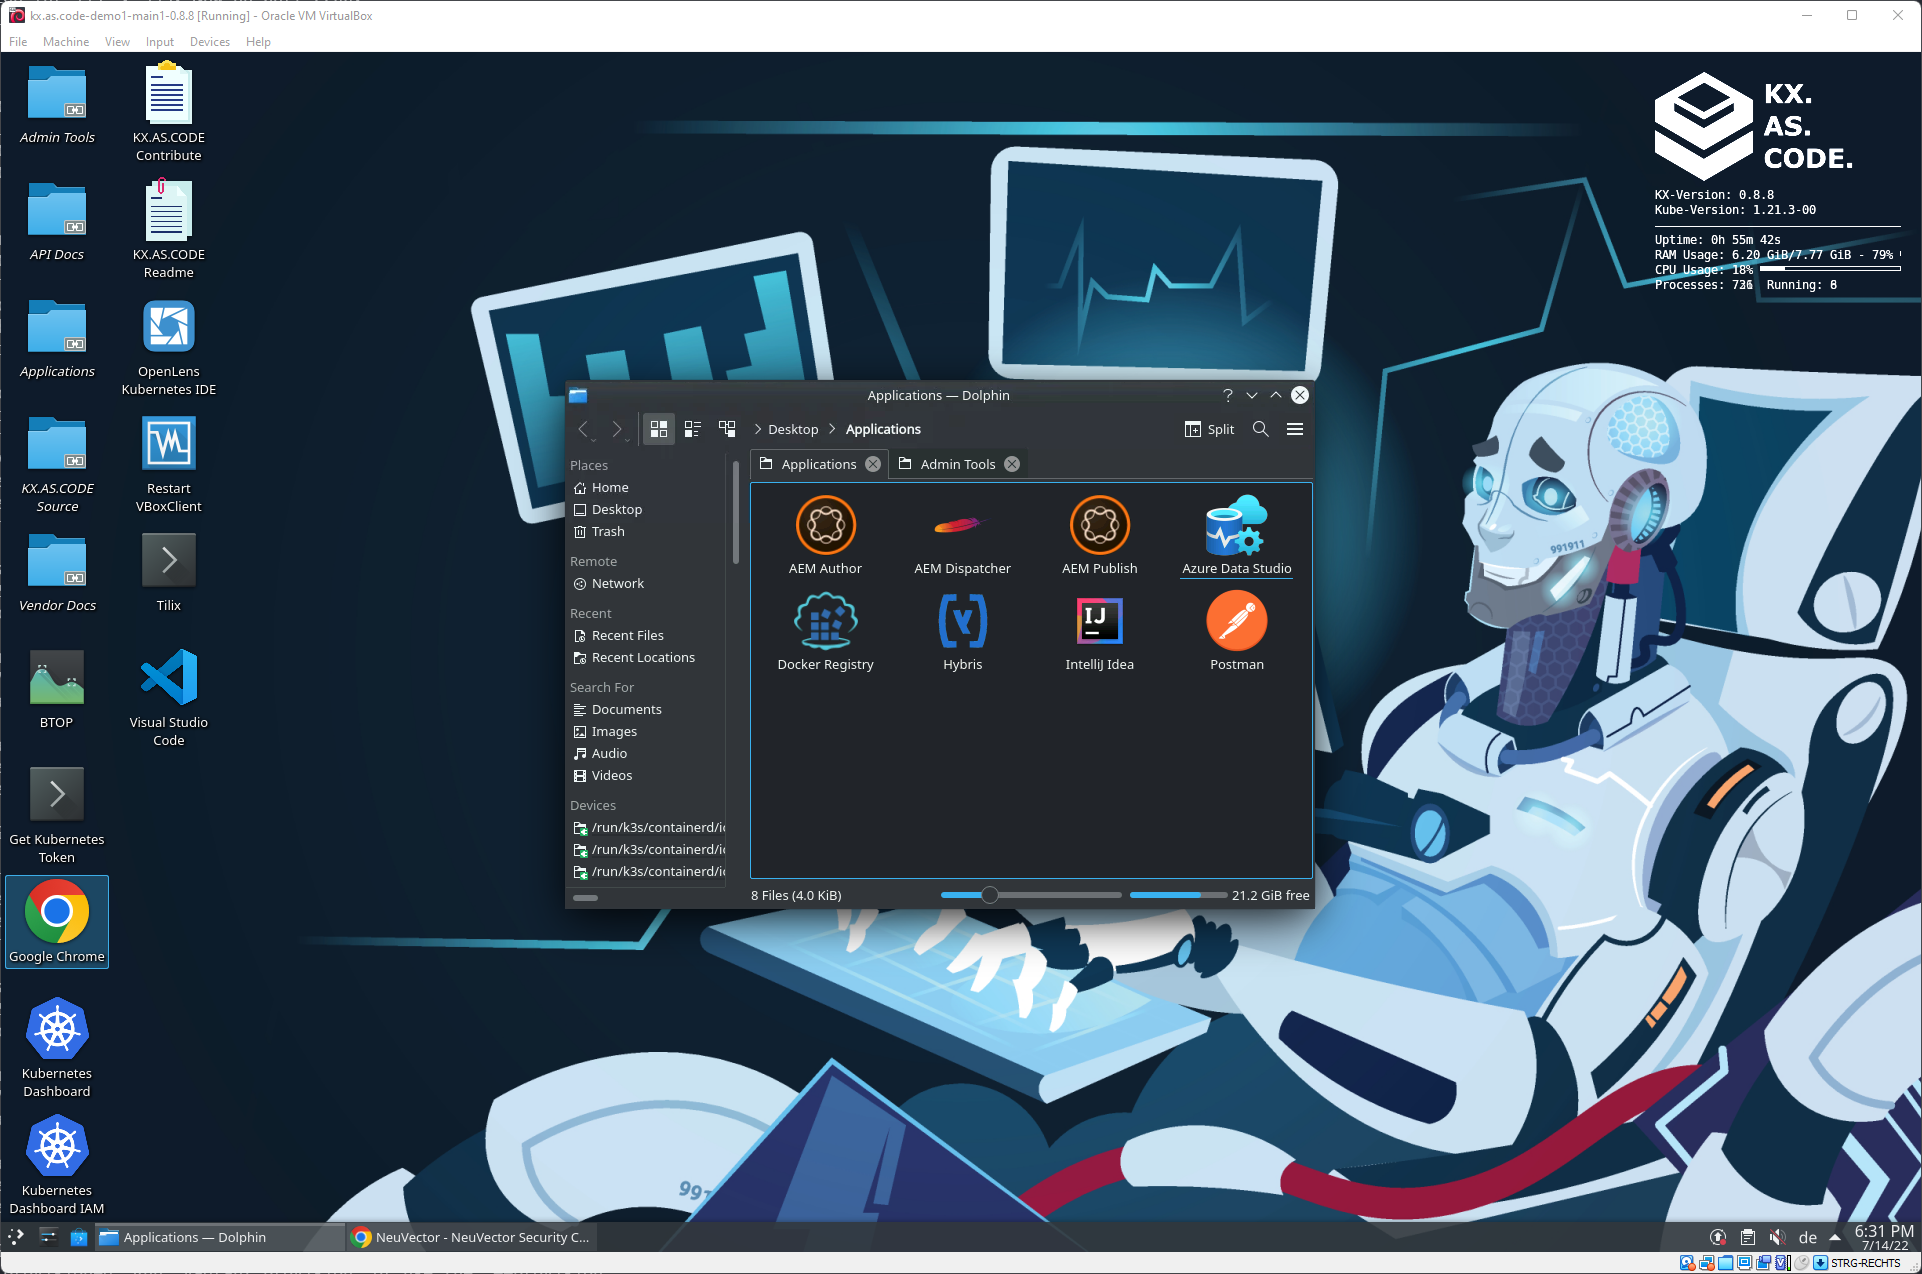 kx.as.code-demo1-main1-0.8.8 [Running] - Oracle VM VirtualBox
File Machine View Input Devices Help
Admin Tools
KX.AS.CODE
Contribute
API Docs
KX.AS.CODE
Readme
Applications
OpenLens
Kubernetes IDE
KX.AS.CODE
Source
Restart
VBoxClient
Vendor Docs
Tilix
BTOP
Visual Studio
Code
Get Kubernetes
Token
Google Chrome
Kubernetes
Dashboard
Kubernetes
Dashboard IAM
KX.
AS.
CODE.
KX-Version: 0.8.8
Kube-Version: 1.21.3-00
Uptime: 0h 55m 42s
RAM Usage: 6.20 GiB/7.77 GiB - 79%
CPU Usage: 18%
Processes: Running:
Applications — Dolphin
Desktop Applications
Split
Applications
Admin Tools
Places
Home
Desktop
Trash
Remote
Network
Recent
Recent Files
Recent Locations
Search For
Documents
Images
Audio
Videos
Devices
/run/k3s/containerd/i
/run/k3s/containerd/i
/run/k3s/containerd/i
AEM Author
AEM Dispatcher
AEM Publish
Azure Data Studio
Docker Registry
Hybris
IJ
IntelliJ Idea
Postman
8 Files (4.0 KiB)
21.2 GiB free
991911
Applications — Dolphin
NeuVector - NeuVector Security C...
de
6:31 PM
7/14/22
STRG-RECHTS